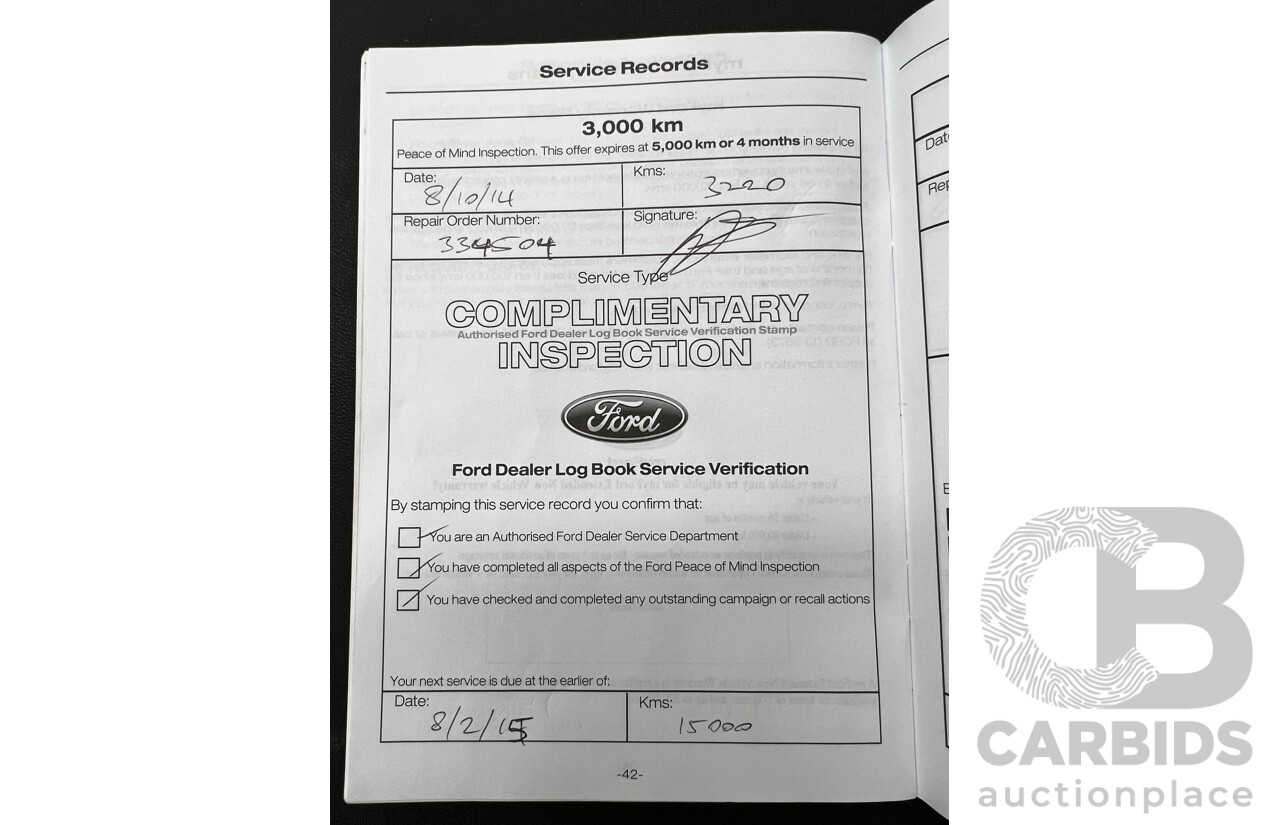 Service Records
3,000 km
Peace of Mind Inspection. This offer expires at 5,000 km or 4 months in service
Date:
8/10/14
Kms:
3220
Repair Order Number:
334504
Signature:
Service Type
COMPLIMENTARY
Authorised Ford Dealer Log Book Service Verification Stamp
INSPECTION
Ford
Ford Dealer Log Book Service Verification
By stamping this service record you confirm that:
You are an Authorised Ford Dealer Service Department
You have completed all aspects of the Ford Peace of Mind Inspection
You have checked and completed any outstanding campaign or recall actions
Your next service is due at the earlier of:
Date:
8/2/15
Kms:
15000
-42-
Dat
Rep
CB
CARBIDS
auctionplace